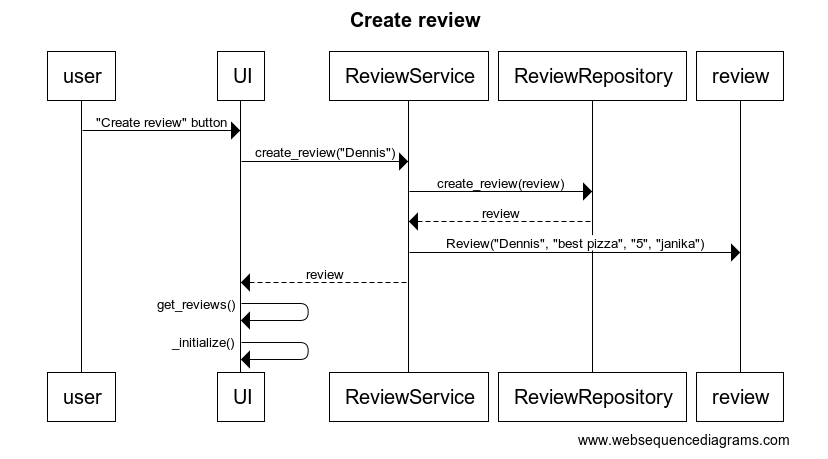 Create review
user UI ReviewService ReviewRepository review
"Create review" button
create_review("Dennis")
create_review(review)
review
Review("Dennis", "best pizza", "5", "janika")
review
get_reviews()
_initialize()
user UI ReviewService ReviewRepository review
www.websequencediagrams.com